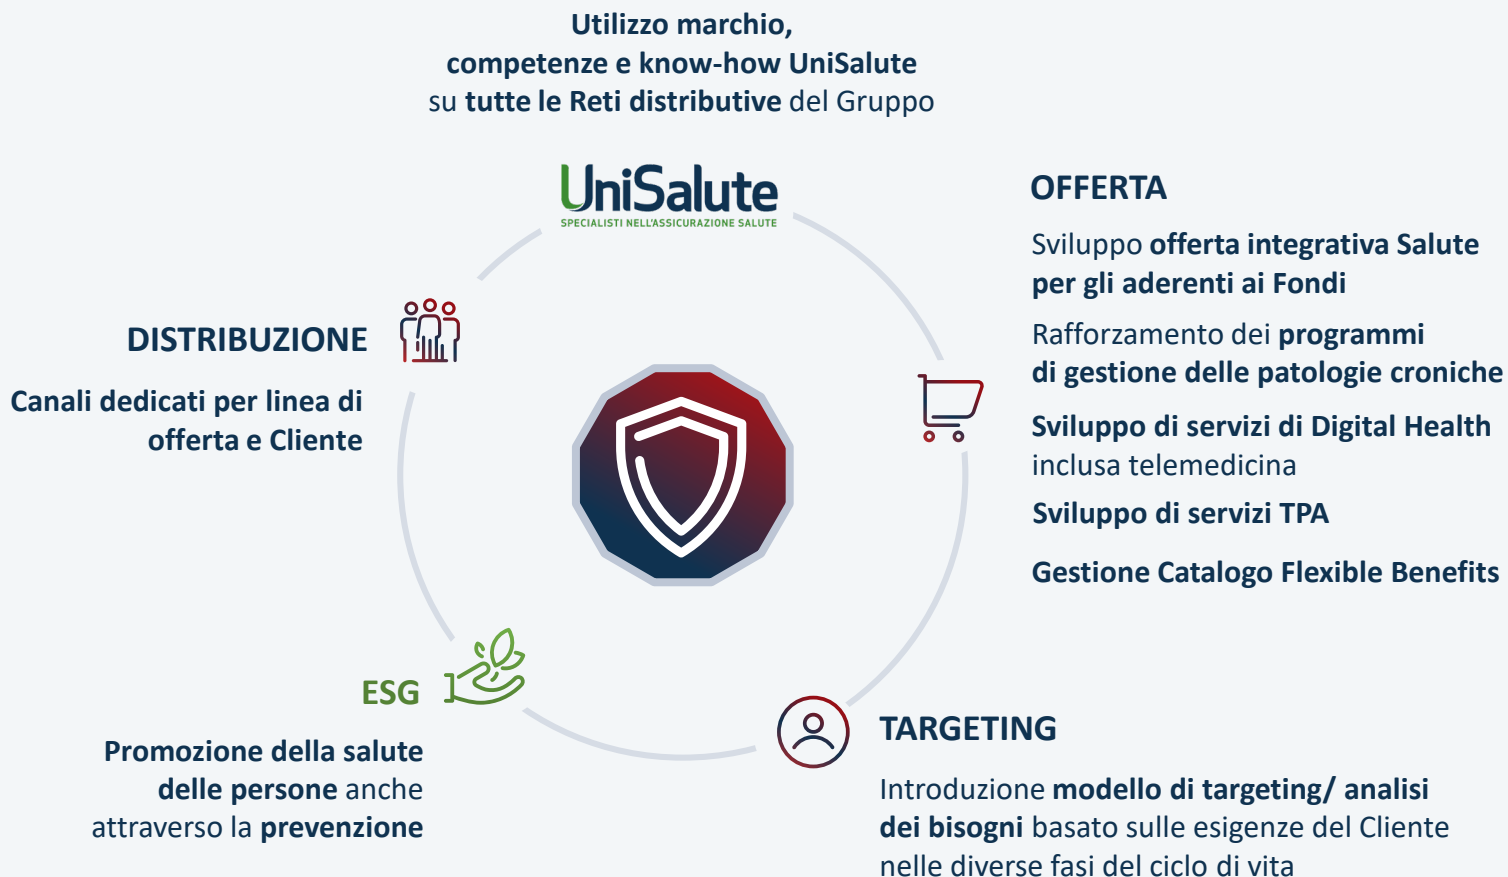 Utilizzo marchio,
competenze e know-how UniSalute
su tutte le Reti distributive del Gruppo
UniSalute
SPECIALISTI NELL'ASSICURAZIONE SALUTE
OFFERTA
Sviluppo offerta integrativa Salute
per gli aderenti ai Fondi
Rafforzamento dei programmi
di gestione delle patologie croniche
Sviluppo di servizi di Digital Health
inclusa telemedicina
Sviluppo di servizi TPA
Gestione Catalogo Flexible Benefits
TARGETING
Introduzione modello di targeting/ analisi
dei bisogni basato sulle esigenze del Cliente
nelle diverse fasi del ciclo di vita
ESG
Promozione della salute
delle persone anche
attraverso la prevenzione
DISTRIBUZIONE
Canali dedicati per linea di
offerta e Cliente